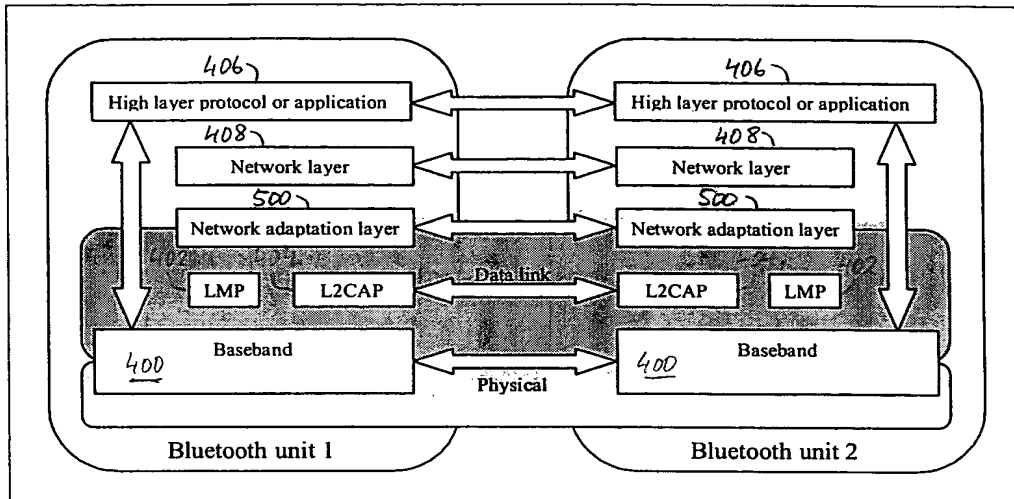 406 406
High layer protocol or application High layer protocol or application
408 408
Network layer Network layer
500 500
Network adaptation layer Network adaptation layer
402 404 Data link 402
LMP L2CAP L2CAP LMP
Baseband Baseband
400 400
Physical
Bluetooth unit 1 Bluetooth unit 2